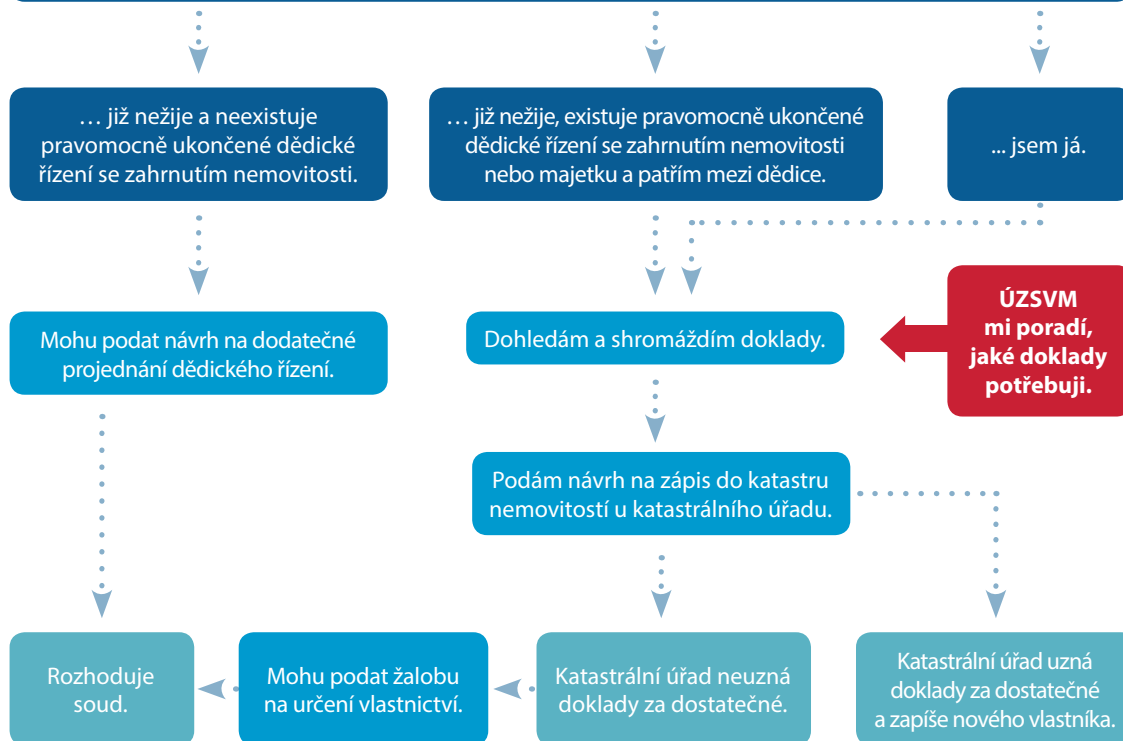 … již nežije a neexistuje
pravomocně ukončené dědické
řízení se zahrnutím nemovitosti.
… již nežije, existuje pravomocně ukončené
dědické řízení se zahrnutím nemovitosti
nebo majetku a patřím mezi dědice.
... jsem já.
Mohu podat návrh na dodatečné
projednání dědického řízení.
Dohledám a shromáždím doklady.
ÚZSVM
mi poradí,
jaké doklady
potřebuji.
Podám návrh na zápis do katastru
nemovitostí u katastrálního úřadu.
Rozhoduje
soud.
Mohu podat žalobu
na určení vlastnictví.
Katastrální úřad neuzná
doklady za dostatečné.
Katastrální úřad uzná
doklady za dostatečné
a zapíše nového vlastníka.